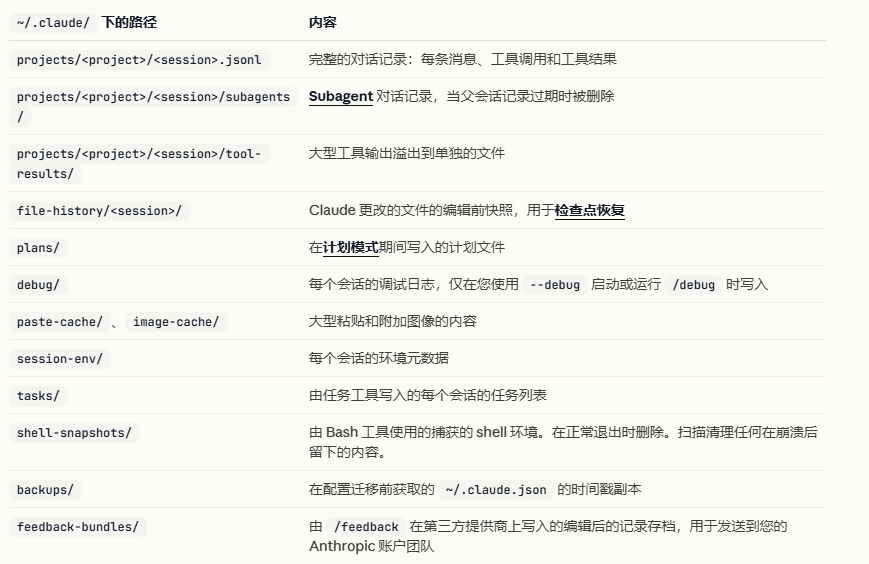 ~/.claude/ 下的路径 内容
projects/<project>/<session>.jsonl 完整的对话记录：每条消息、工具调用和工具结果
projects/<project>/<session>/subagents Subagent 对话记录，当父会话记录过期时被删除
/
projects/<project>/<session>/tool- 大型工具输出溢出到单独的文件
results/
file-history/<session>/ Claude 更改的文件的编辑前快照，用于检查点恢复
plans/ 在计划模式期间写入的计划文件
debug/ 每个会话的调试日志，仅在您使用 --debug 启动或运行 /debug 时写入
paste-cache/ 、 image-cache/ 大型粘贴和附加图像的内容
session-env/ 每个会话的环境元数据
tasks/ 由任务工具写入的每个会话的任务列表
shell-snapshots/ 由 Bash 工具使用的捕获的 shell 环境。在正常退出时删除。扫描清理任何在崩溃后
留下的内容。
backups/ 在配置迁移前获取的 ~/.claude.json 的时间戳副本
feedback-bundles/ 由 /feedback 在第三方提供商上写入的编辑后的记录存档，用于发送到您的
Anthropic 账户团队